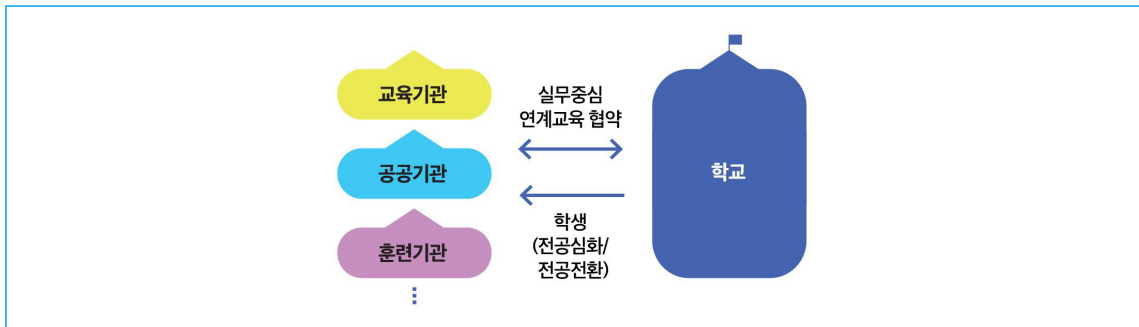 교육기관
공공기관
훈련기관
실무중심
연계교육 협약
학생
(전공심화/
전공전환)
학교